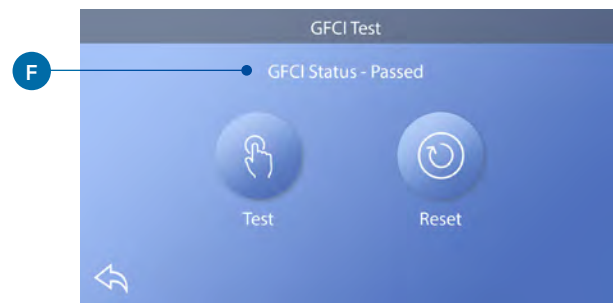 GFCI Test
F
GFCI Status - Passed
Test
Reset